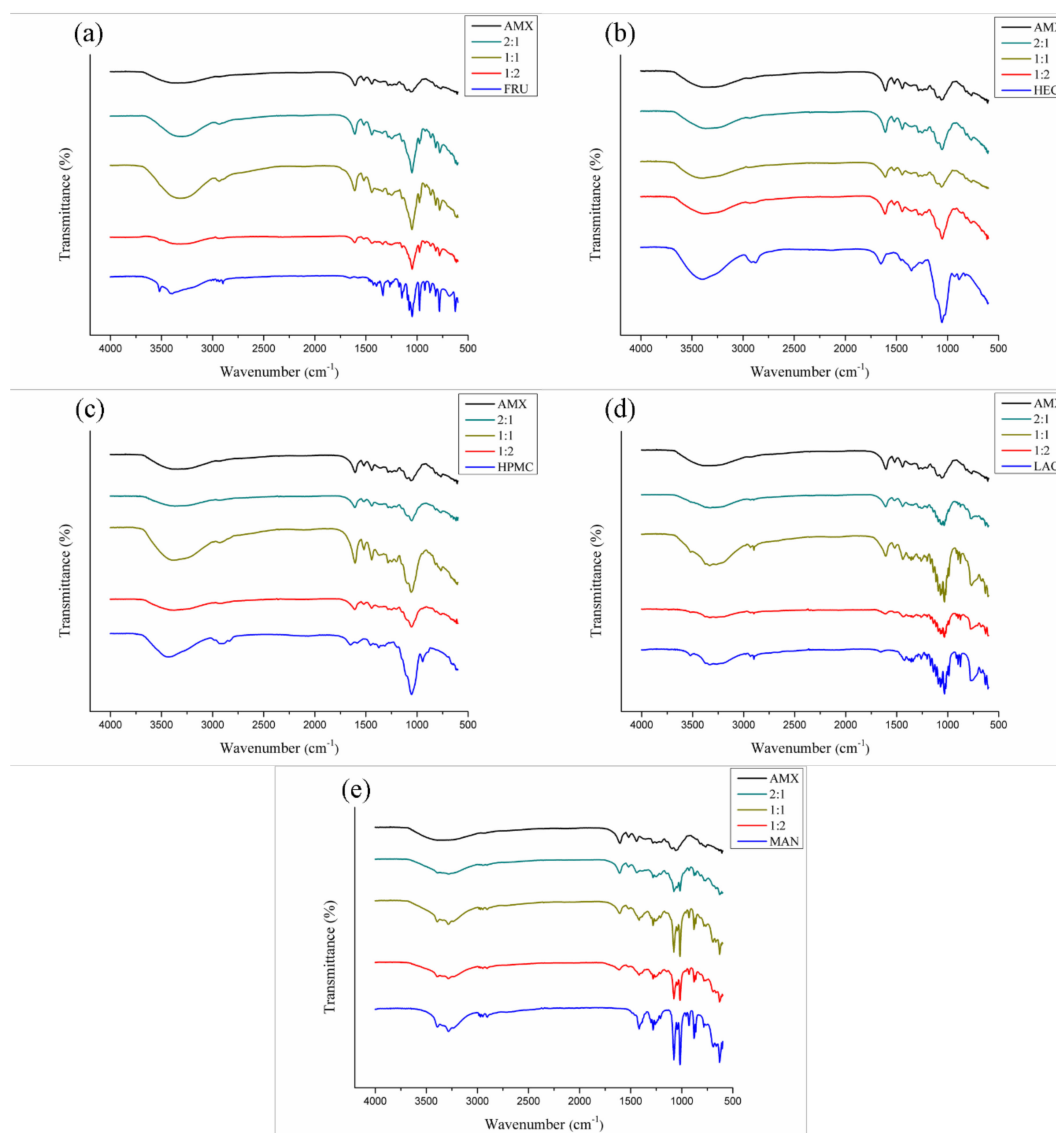 (a)
AMX
2:1
1:1
1:2
FRU
Transmittance (%)
4000 3500 3000 2500 2000 1500 1000 500
Wavenumber (cm-1)
(b)
AMX
2:1
1:1
1:2
HEC
Transmittance (%)
4000 3500 3000 2500 2000 1500 1000 500
Wavenumber (cm-1)
(c)
AMX
2:1
1:1
1:2
HPMC
Transmittance (%)
4000 3500 3000 2500 2000 1500 1000 500
Wavenumber (cm-1)
(d)
AMX
2:1
1:1
1:2
LAC
Transmittance (%)
4000 3500 3000 2500 2000 1500 1000 500
Wavenumber (cm-1)
(e)
AMX
2:1
1:1
1:2
MAN
Transmittance (%)
4000 3500 3000 2500 2000 1500 1000 500
Wavenumber (cm-1)